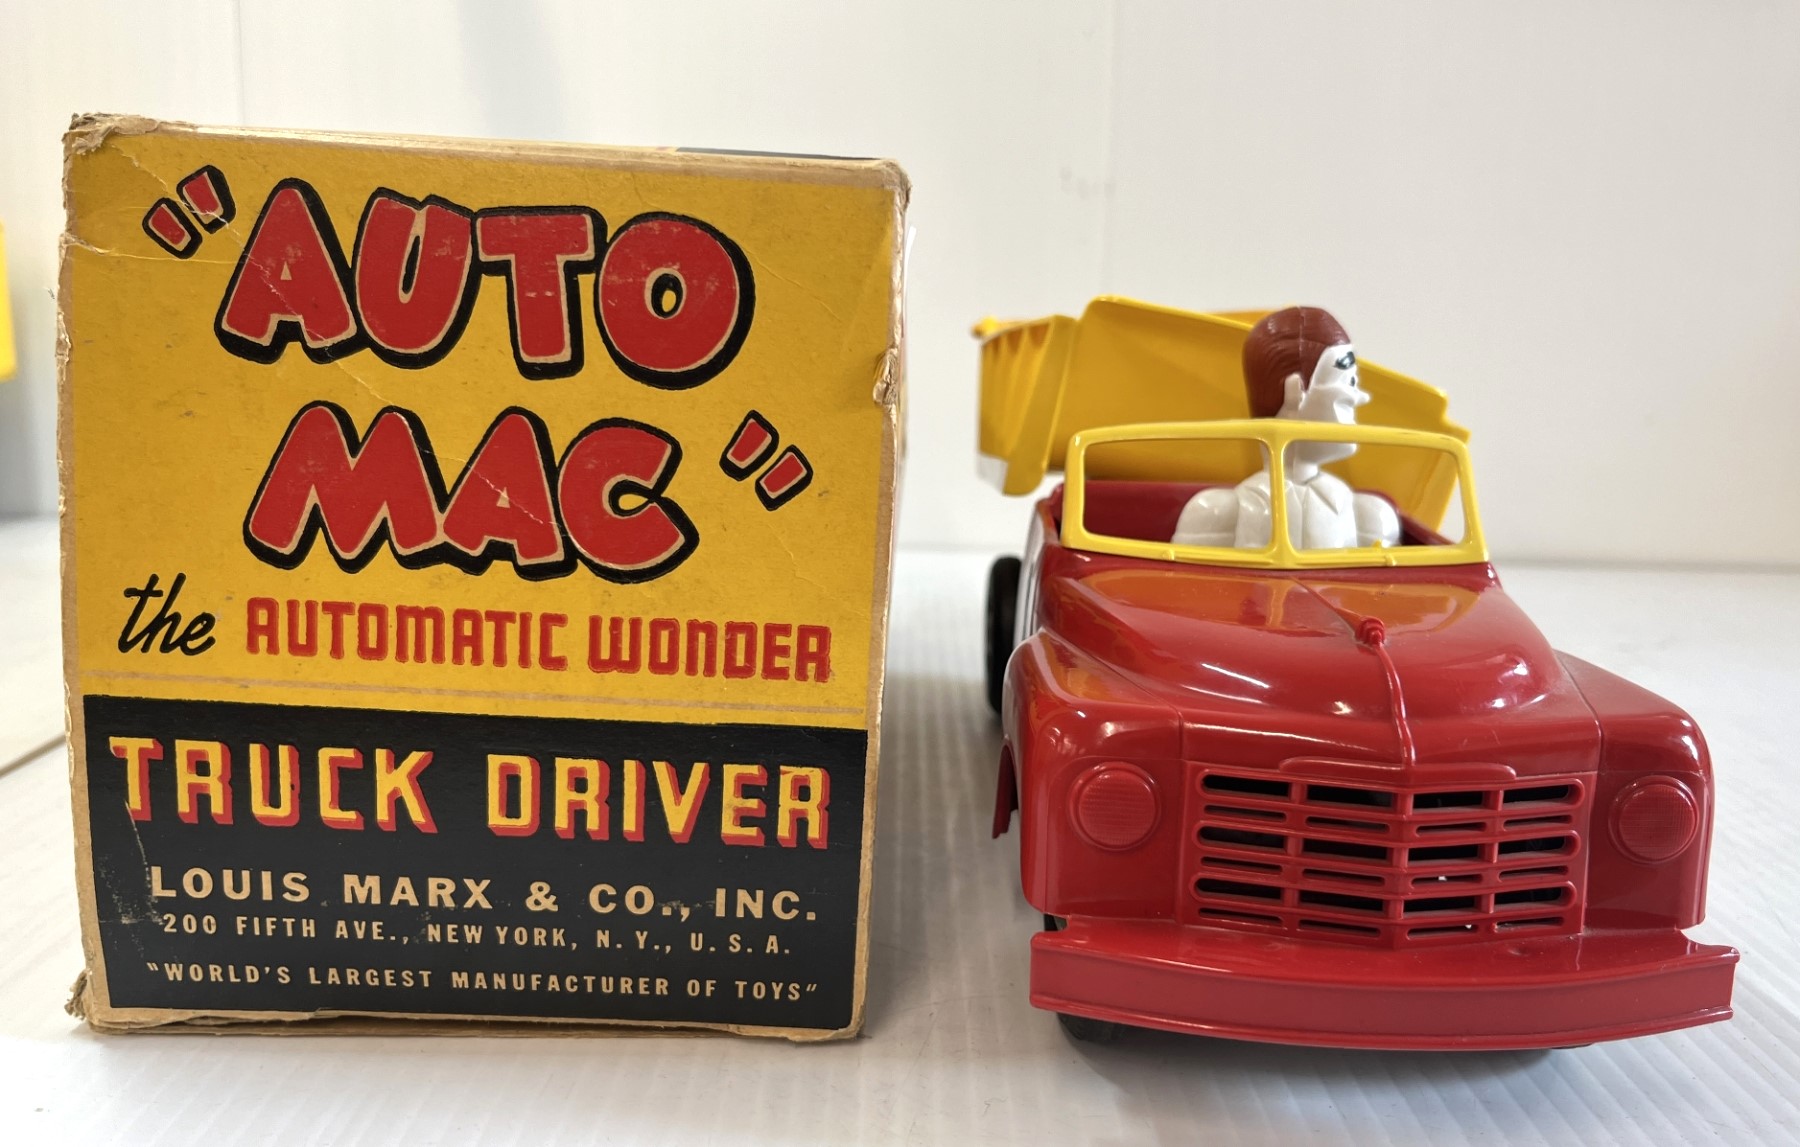 "AUTO
MAC"
the AUTOMATIC WONDER
TRUCK DRIVER
LOUIS MARX & CO., INC.
200 FIFTH AVE., NEW YORK, N. Y., U. S. A.
"WORLD'S LARGEST MANUFACTURER OF TOYS"